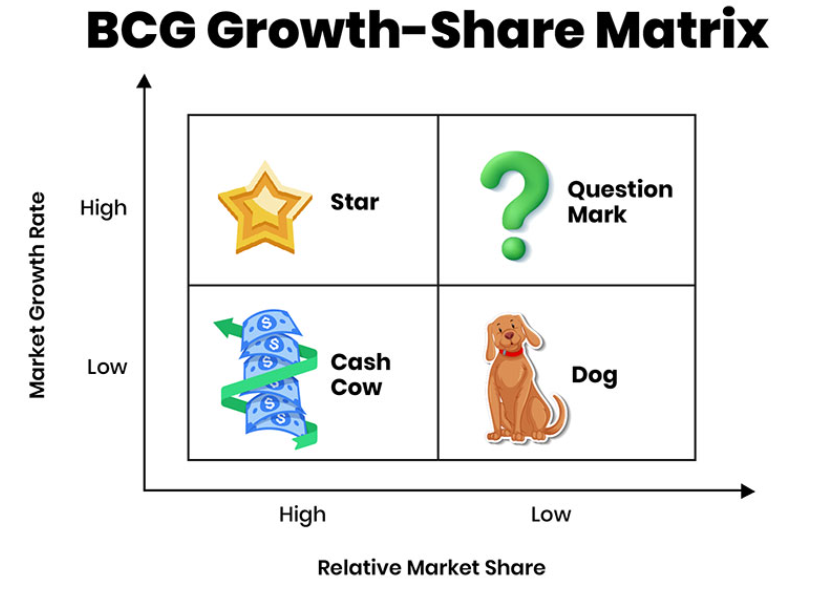 BCG Growth-Share Matrix
Market Growth Rate
High
Star
Question
Mark
Low
Cash
Cow
Dog
High
Low
Relative Market Share